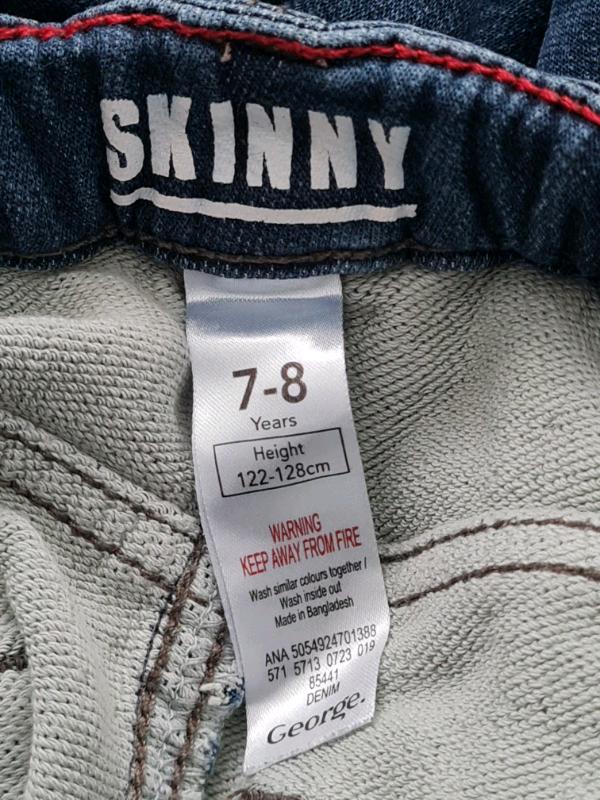 SKINNY
7-8
Years
Height
122-128cm
WARNING
KEEP AWAY FROM FIRE
Wash similar colours together /
Wash inside out
Made in Bangladesh
ANA 5054924701388
571 5713 0723 019
85441
DENIM
George.